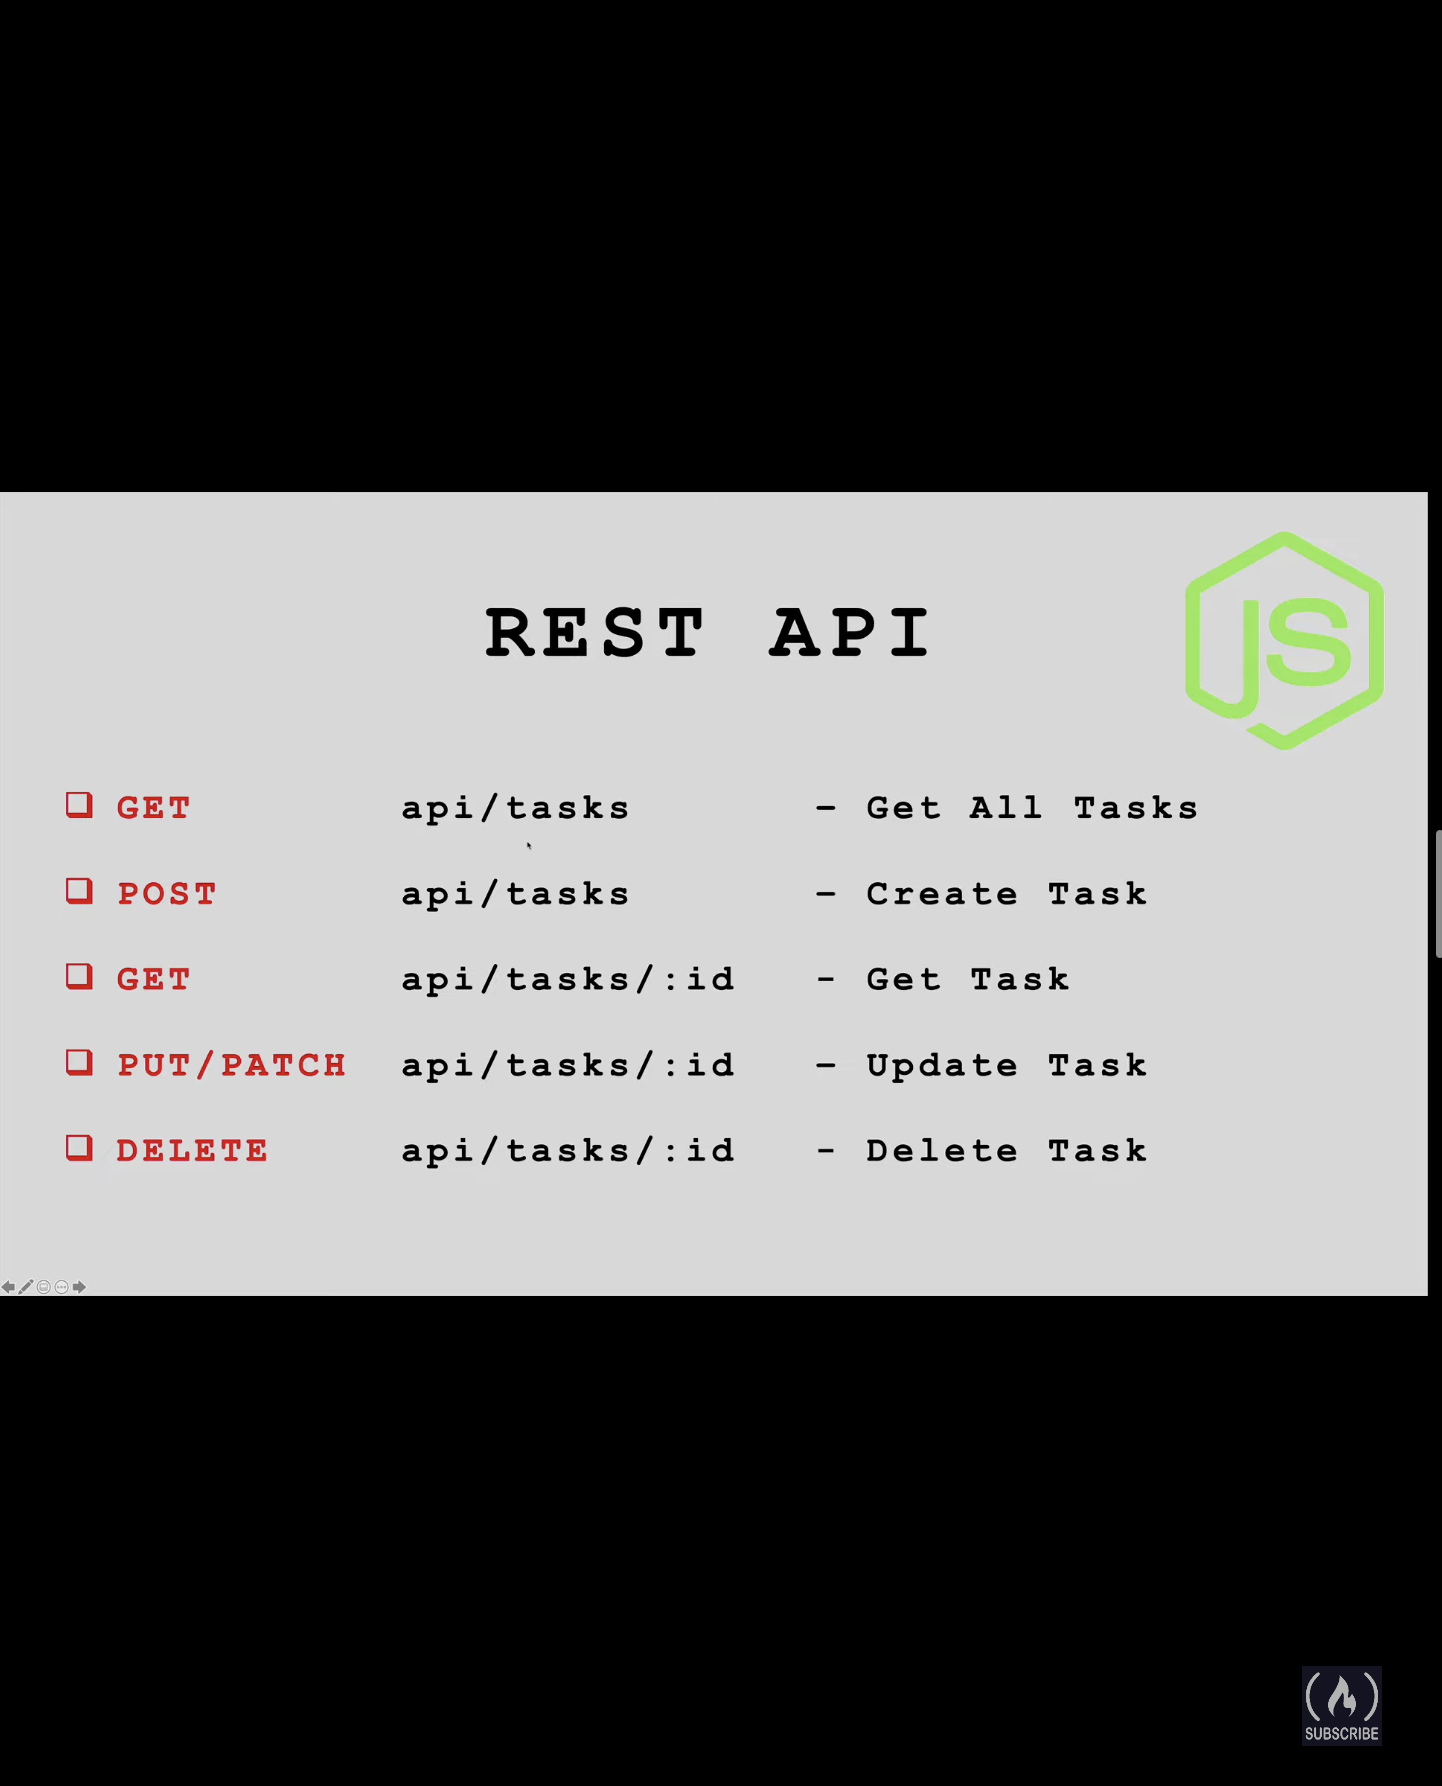 REST API
JS
GET api/tasks – Get All Tasks
POST api/tasks – Create Task
GET api/tasks/:id - Get Task
PUT/PATCH api/tasks/:id – Update Task
DELETE api/tasks/:id - Delete Task
SUBSCRIBE